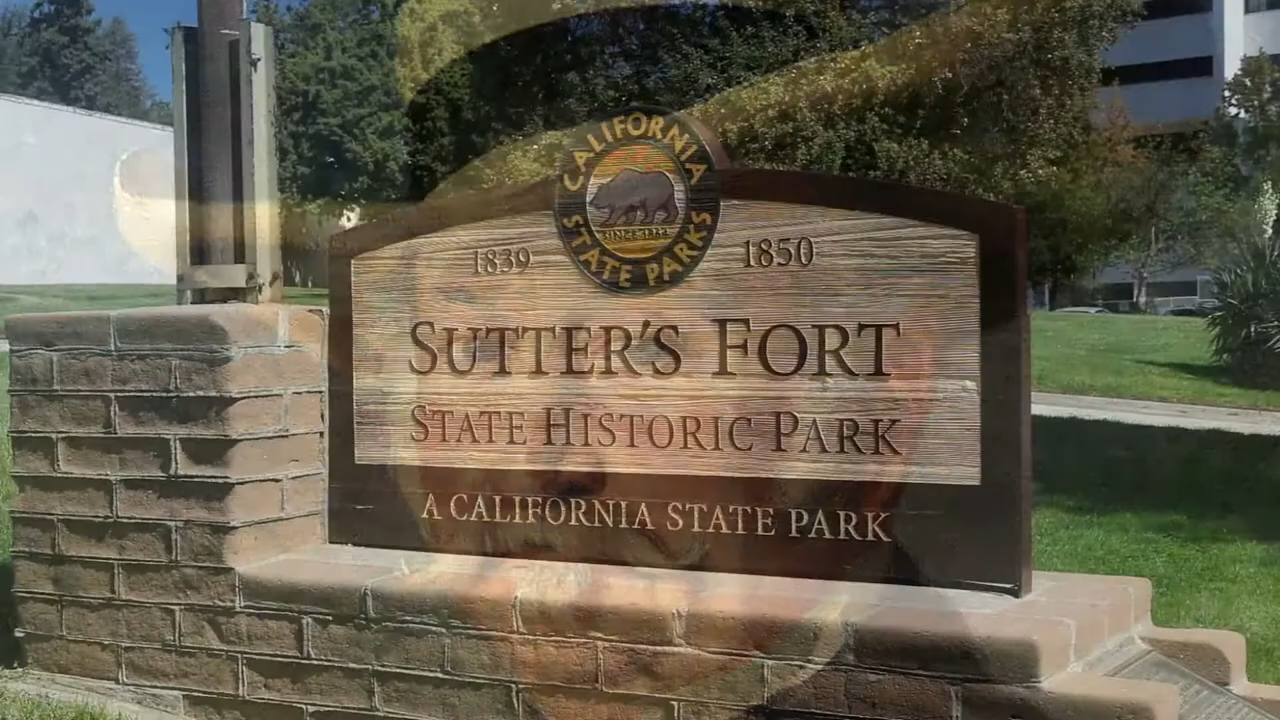 CALIFORNIA
STATE PARKS
1839
1850
SUTTER'S FORT
STATE HISTORIC PARK
A CALIFORNIA STATE PARK